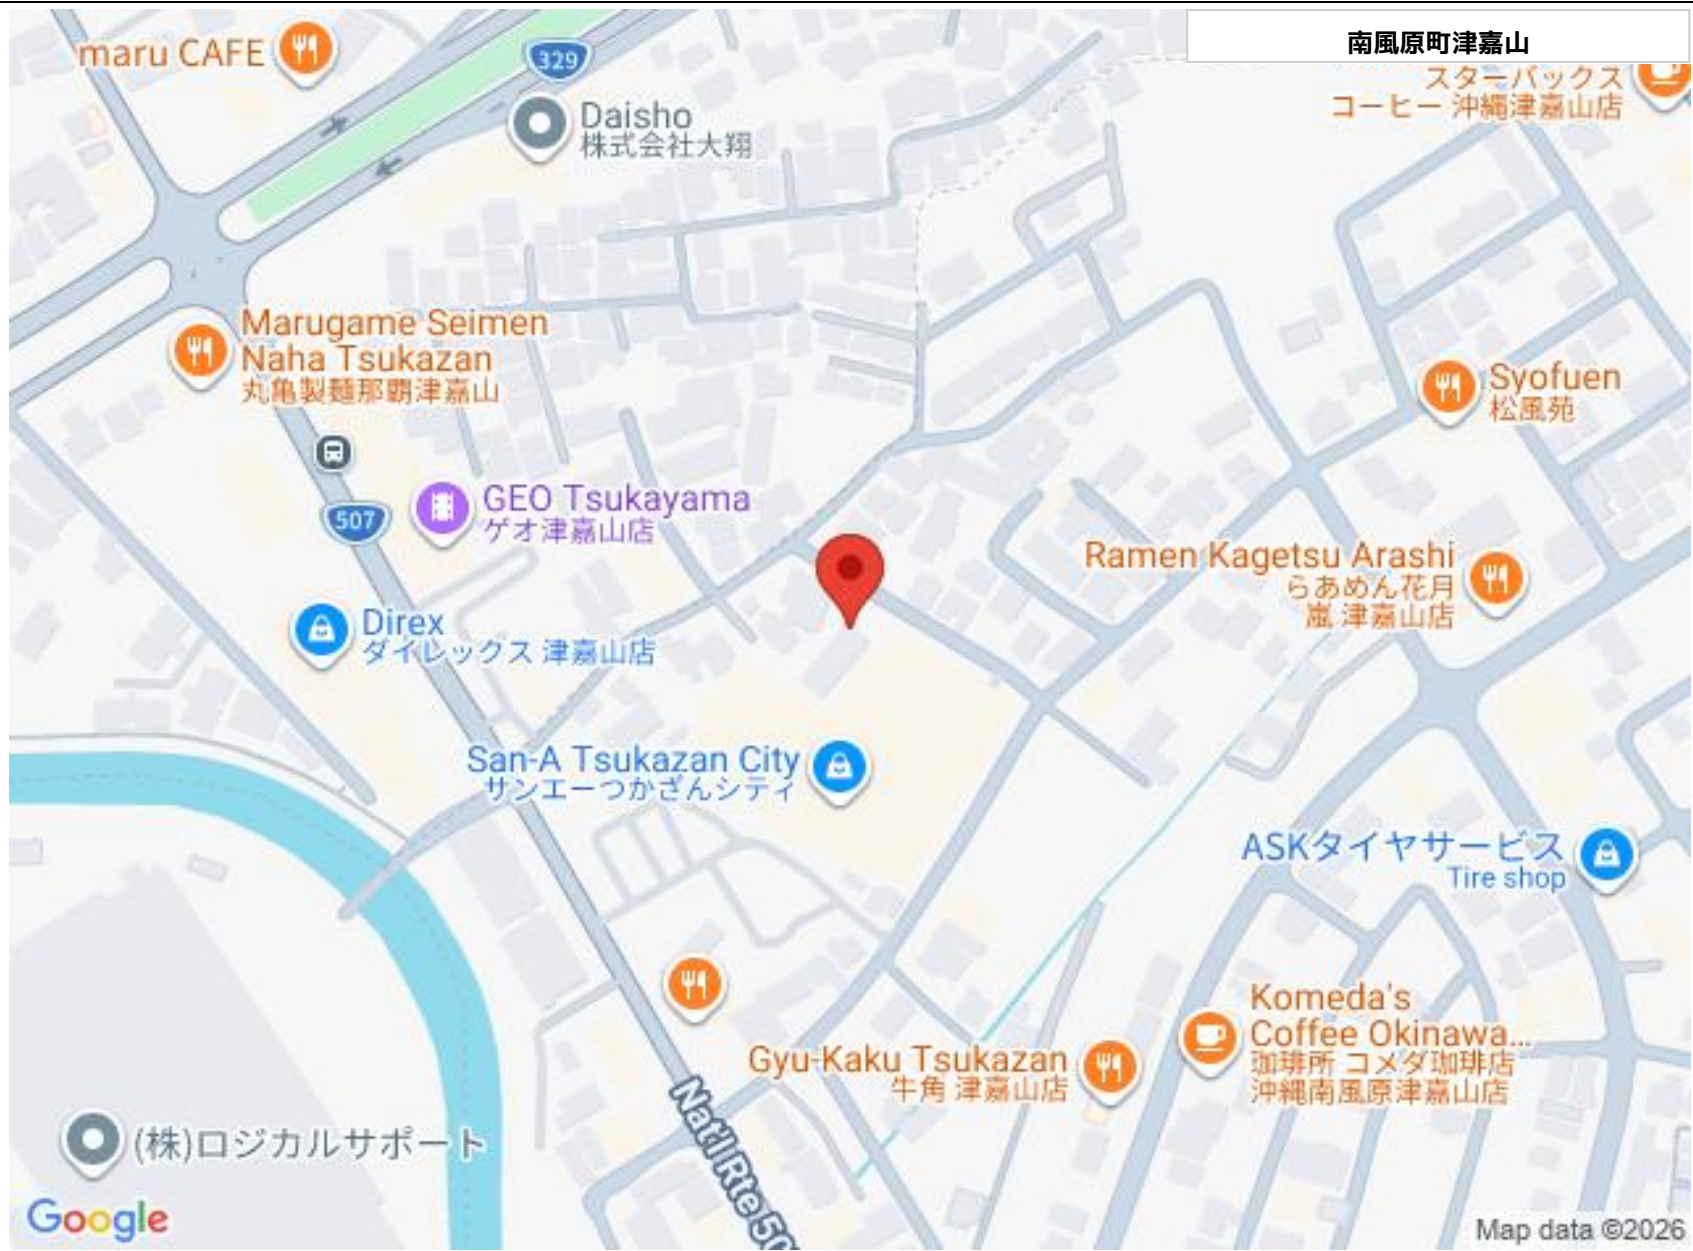 南風原町津嘉山
maru CAFE
329
Daisho
株式会社大翔
スターバックス
コーヒー 沖縄津嘉山店
Marugame Seimen
Naha Tsukazan
丸亀製麺那覇津嘉山
Syofuen
松風苑
507
GEO Tsukayama
ゲオ津嘉山店
Ramen Kagetsu Arashi
らあめん花月
嵐 津嘉山店
Direx
ダイレックス 津嘉山店
San-A Tsukazan City
サンエーつかざんシティ
ASKタイヤサービス
Tire shop
Komeda's
Coffee Okinawa...
珈琲所 コメダ珈琲店
沖縄南風原津嘉山店
Gyu-Kaku Tsukazan
牛角 津嘉山店
Nat'l Rte 50
(株)ロジカルサポート
Google
Map data ©2026